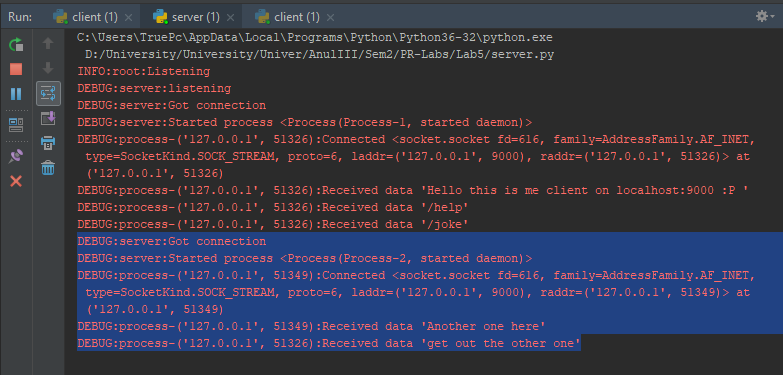 Run: client (1) × server (1) × client (1) ×
C:\Users\TruePc\AppData\Local\Programs\Python\Python36-32\python.exe
D:/University/University/Univer/AnulIII/Sem2/PR-Labs/Lab5/server.py
INFO:root:Listening
DEBUG:server:listening
DEBUG:server:Got connection
DEBUG:server:Started process <Process(Process-1, started daemon)>
DEBUG:process-('127.0.0.1', 51326):Connected <socket.socket fd=616, family=AddressFamily.AF_INET,
type=SocketKind.SOCK_STREAM, proto=6, laddr=('127.0.0.1', 9000), raddr=('127.0.0.1', 51326)> at
('127.0.0.1', 51326)
DEBUG:process-('127.0.0.1', 51326):Received data 'Hello this is me client on localhost:9000 :P '
DEBUG:process-('127.0.0.1', 51326):Received data '/help'
DEBUG:process-('127.0.0.1', 51326):Received data '/joke'
DEBUG:server:Got connection
DEBUG:server:Started process <Process(Process-2, started daemon)>
DEBUG:process-('127.0.0.1', 51349):Connected <socket.socket fd=616, family=AddressFamily.AF_INET,
type=SocketKind.SOCK_STREAM, proto=6, laddr=('127.0.0.1', 9000), raddr=('127.0.0.1', 51349)> at
('127.0.0.1', 51349)
DEBUG:process-('127.0.0.1', 51349):Received data 'Another one here'
DEBUG:process-('127.0.0.1', 51326):Received data 'get out the other one'